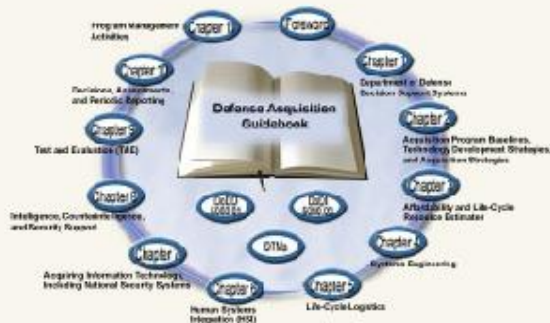 Program Management
Activities
Chapter 1
Foreword
Chapter 1
Department of Defense
Decision Support Systems
Chapter 10
Decisions, Assessments,
and Periodic Reporting
Defense Acquisition
Guidebook
Chapter 2
Acquisition Program Baselines,
Technology Development Strategies,
and Acquisition Strategies
Chapter 9
Test and Evaluation (T&E)
Chapter 3
Affordability and Life-Cycle
Resource Estimates
Chapter 8
Intelligence, Counterintelligence,
and Security Support
DoDD
DoDI
DTMs
Chapter 4
Systems Engineering
Chapter 7
Acquiring Information Technology,
Including National Security Systems
Chapter 6
Human Systems
Integration (HSI)
Chapter 5
Life-Cycle Logistics